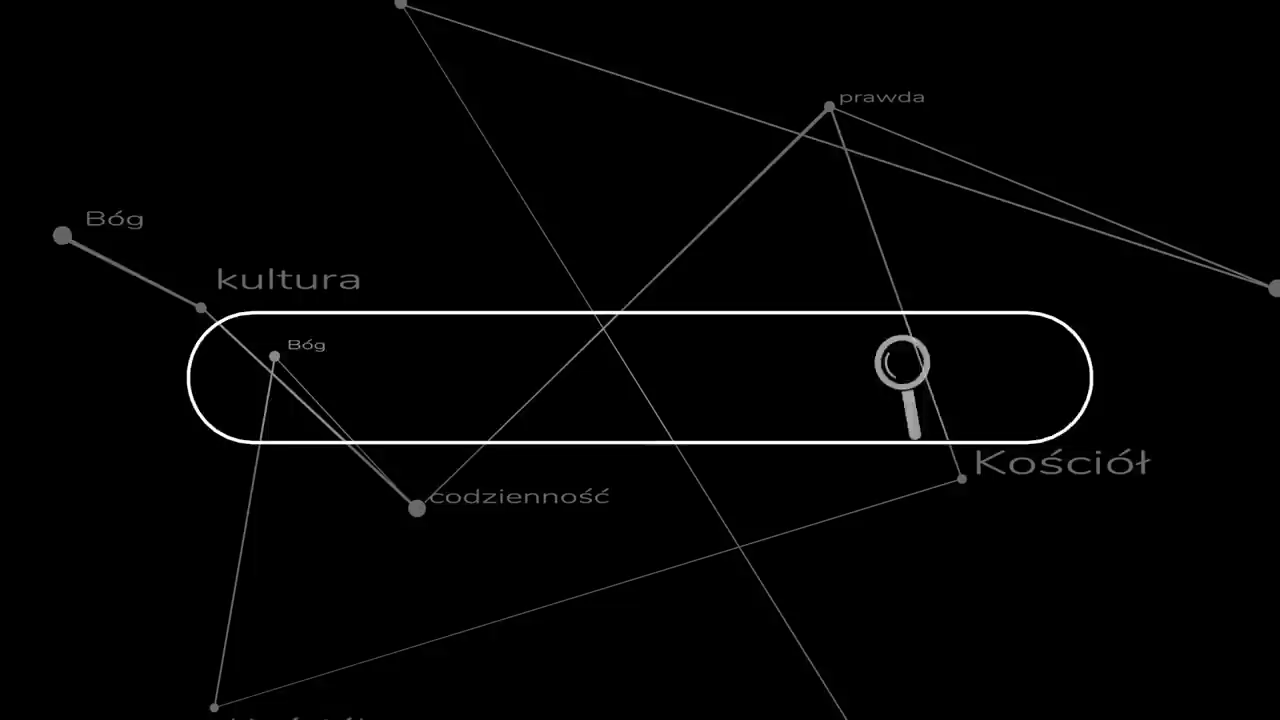 prawda
Bóg
kultura
Bóg
Kościół
codzienność